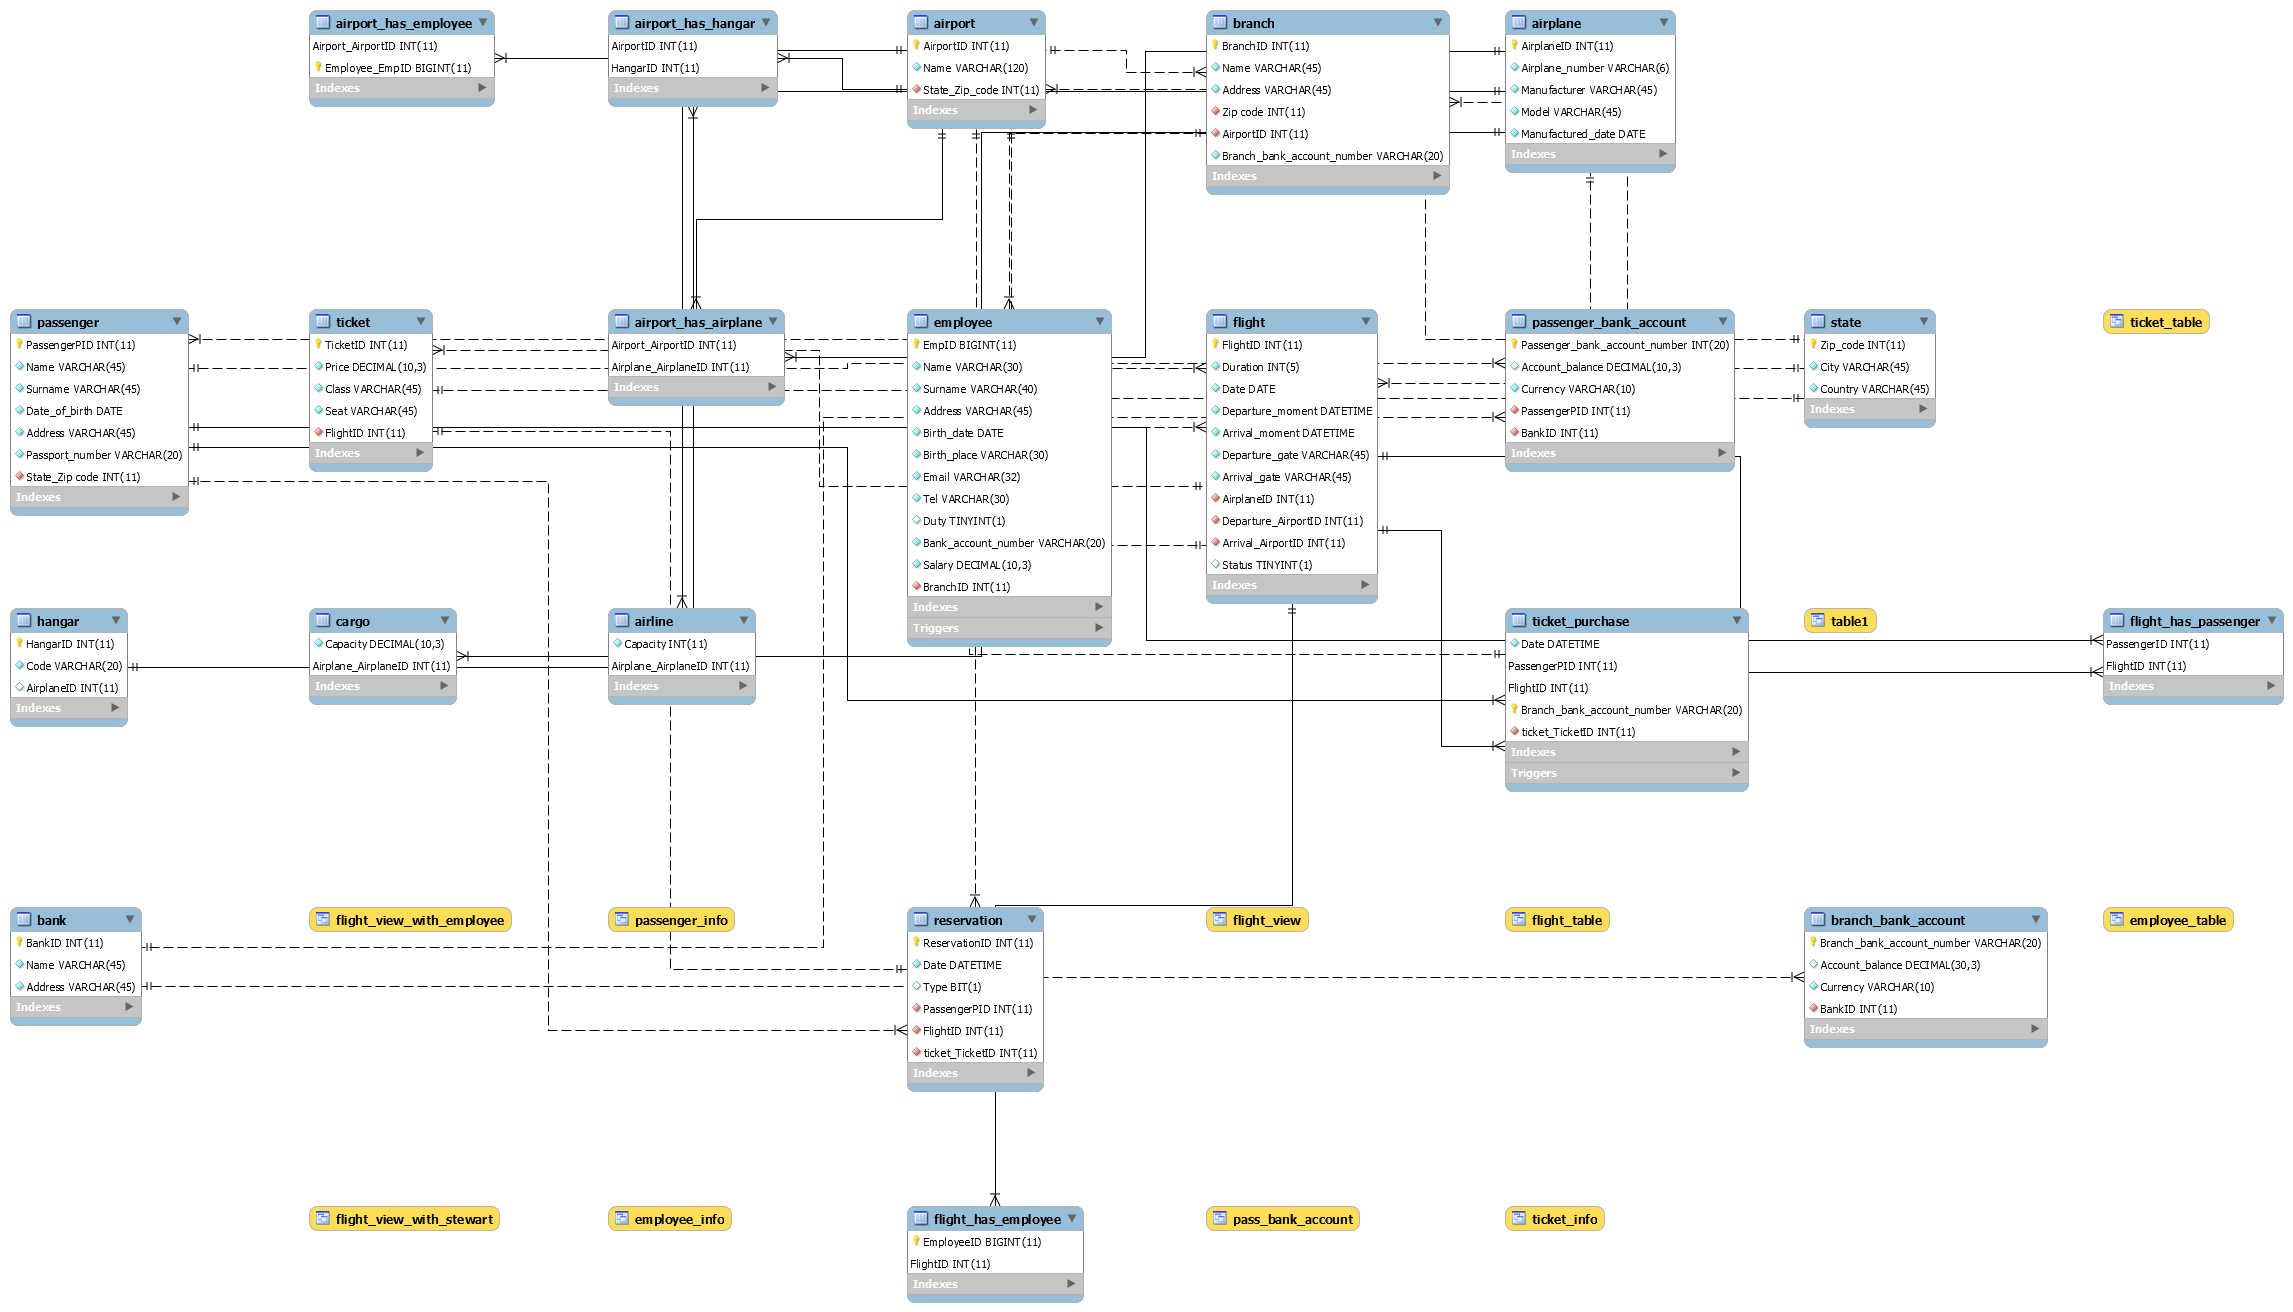 airport_has_employee
Airport_AirportID INT(11)
Employee_EmpID BIGINT(11)
Indexes
airport_has_hangar
AirportID INT(11)
HangarID INT(11)
Indexes
airport
AirportID INT(11)
Name VARCHAR(120)
State_Zip_code INT(11)
Indexes
branch
BranchID INT(11)
Name VARCHAR(45)
Address VARCHAR(45)
Zip code INT(11)
AirportID INT(11)
Branch_bank_account_number VARCHAR(20)
Indexes
airplane
AirplaneID INT(11)
Airplane_number VARCHAR(6)
Manufacturer VARCHAR(45)
Model VARCHAR(45)
Manufactured_date DATE
Indexes
passenger
PassengerPID INT(11)
Name VARCHAR(45)
Surname VARCHAR(45)
Date_of_birth DATE
Address VARCHAR(45)
Passport_number VARCHAR(20)
State_Zip code INT(11)
Indexes
ticket
TicketID INT(11)
Price DECIMAL(10,3)
Class VARCHAR(45)
Seat VARCHAR(45)
FlightID INT(11)
Indexes
airport_has_airplane
Airport_AirportID INT(11)
Airplane_AirplaneID INT(11)
Indexes
employee
EmpID BIGINT(11)
Name VARCHAR(30)
Surname VARCHAR(40)
Address VARCHAR(45)
Birth_date DATE
Birth_place VARCHAR(30)
Email VARCHAR(32)
Tel VARCHAR(30)
Duty TINYINT(1)
Bank_account_number VARCHAR(20)
Salary DECIMAL(10,3)
BranchID INT(11)
Indexes
Triggers
flight
FlightID INT(11)
Duration INT(5)
Date DATE
Departure_moment DATETIME
Arrival_moment DATETIME
Departure_gate VARCHAR(45)
Arrival_gate VARCHAR(45)
AirplaneID INT(11)
Departure_AirportID INT(11)
Arrival_AirportID INT(11)
Status TINYINT(1)
Indexes
passenger_bank_account
Passenger_bank_account_number INT(20)
Account_balance DECIMAL(10,3)
Currency VARCHAR(10)
PassengerPID INT(11)
BankID INT(11)
Indexes
state
Zip_code INT(11)
City VARCHAR(45)
Country VARCHAR(45)
Indexes
ticket_table
hangar
HangarID INT(11)
Code VARCHAR(20)
AirplaneID INT(11)
Indexes
cargo
Capacity DECIMAL(10,3)
Airplane_AirplaneID INT(11)
Indexes
airline
Capacity INT(11)
Airplane_AirplaneID INT(11)
Indexes
ticket_purchase
Date DATETIME
PassengerPID INT(11)
FlightID INT(11)
Branch_bank_account_number VARCHAR(20)
ticket_TicketID INT(11)
Indexes
Triggers
table1
flight_has_passenger
PassengerID INT(11)
FlightID INT(11)
Indexes
bank
BankID INT(11)
Name VARCHAR(45)
Address VARCHAR(45)
Indexes
flight_view_with_employee
passenger_info
reservation
ReservationID INT(11)
Date DATETIME
Type BIT(1)
PassengerPID INT(11)
FlightID INT(11)
ticket_TicketID INT(11)
Indexes
flight_view
flight_table
branch_bank_account
Branch_bank_account_number VARCHAR(20)
Account_balance DECIMAL(30,3)
Currency VARCHAR(10)
BankID INT(11)
Indexes
employee_table
flight_view_with_stewart
employee_info
flight_has_employee
EmployeeID BIGINT(11)
FlightID INT(11)
Indexes
pass_bank_account
ticket_info